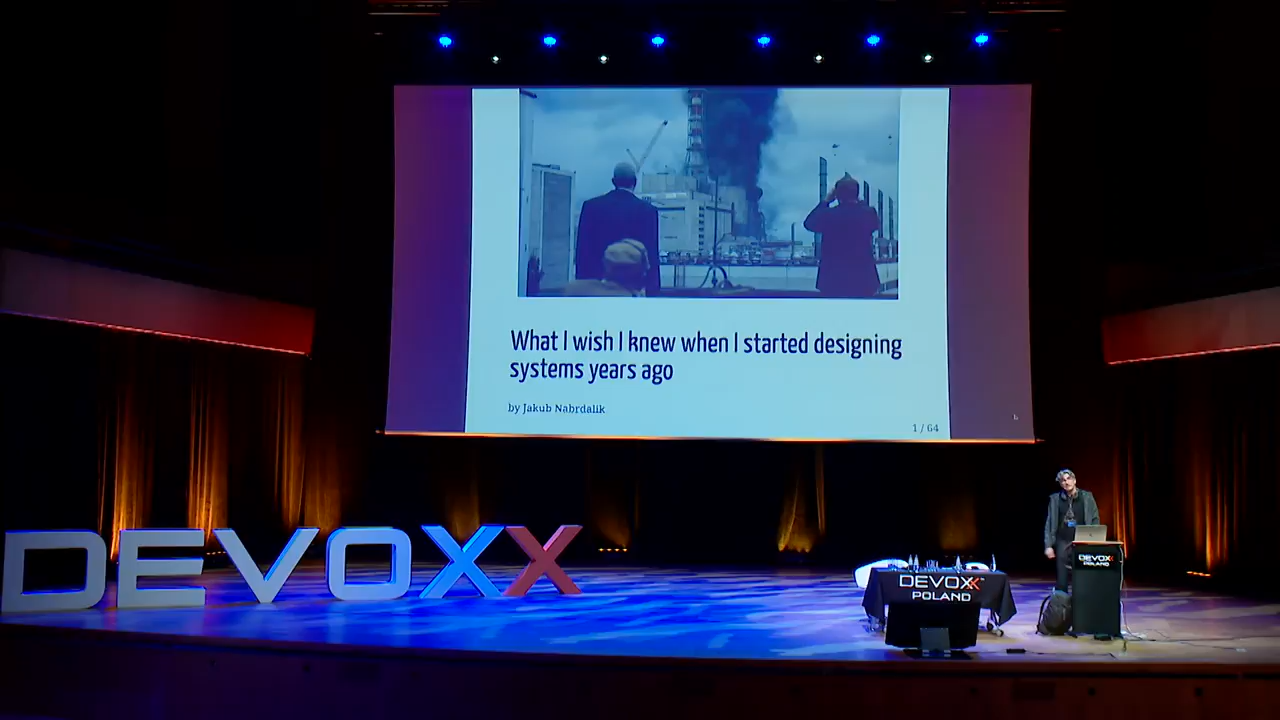 What I wish I knew when I started designing
systems years ago
by Jakub Nabrdalik
1 / 64
DEVOXX
DEVOXX
POLAND
DEVOXX
POLAND